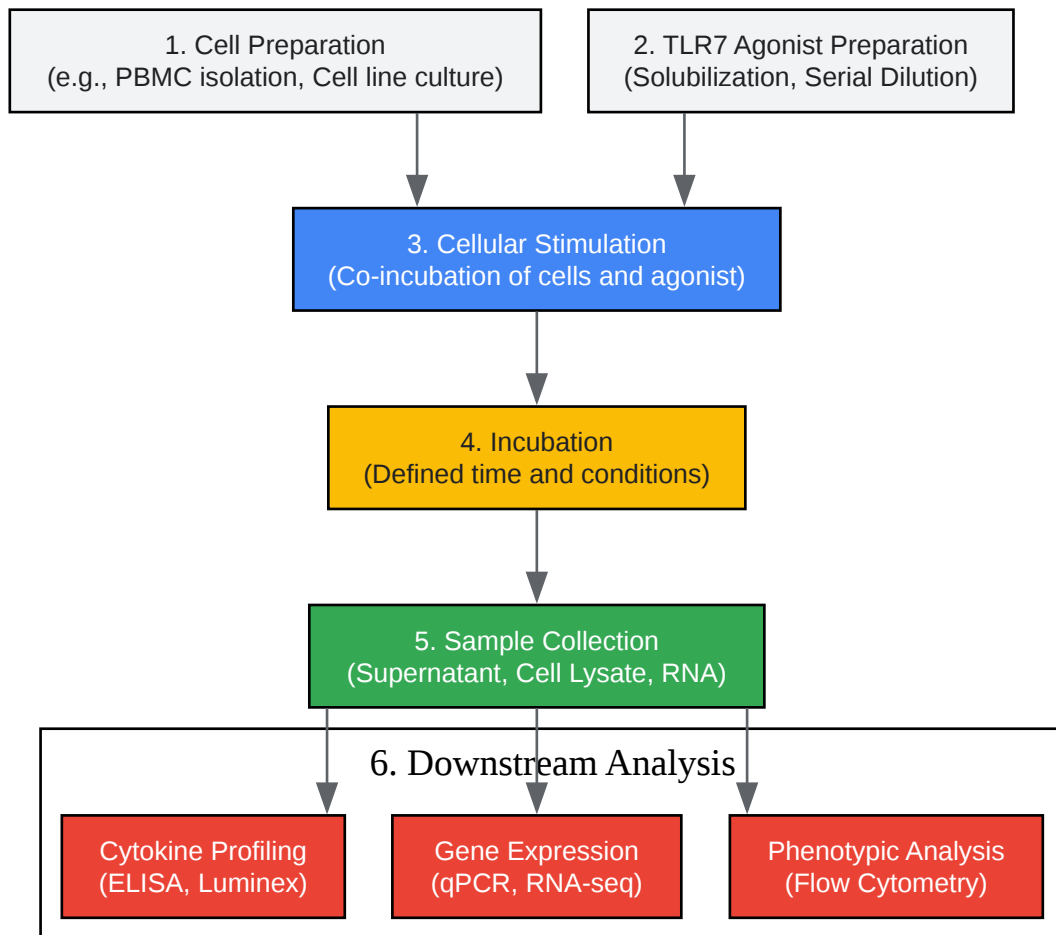 1. Cell Preparation
(e.g., PBMC isolation, Cell line culture)
2. TLR7 Agonist Preparation
(Solubilization, Serial Dilution)
3. Cellular Stimulation
(Co-incubation of cells and agonist)
4. Incubation
(Defined time and conditions)
5. Sample Collection
(Supernatant, Cell Lysate, RNA)
6. Downstream Analysis
Cytokine Profiling
(ELISA, Luminex)
Gene Expression
(qPCR, RNA-seq)
Phenotypic Analysis
(Flow Cytometry)